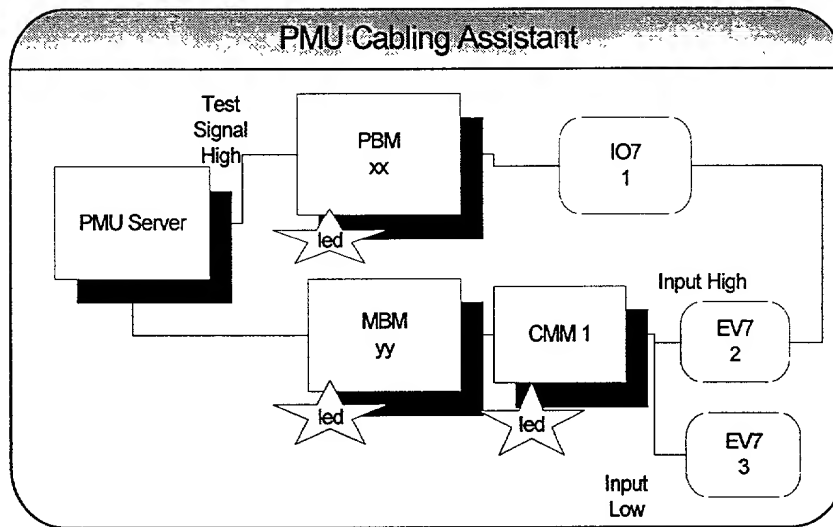 PMU Cabling Assistant
Test
Signal
High
PBM
xx
IO7
1
PMU Server
led
MBM
yy
CMM 1
Input High
EV7
2
led
led
EV7
3
Input
Low